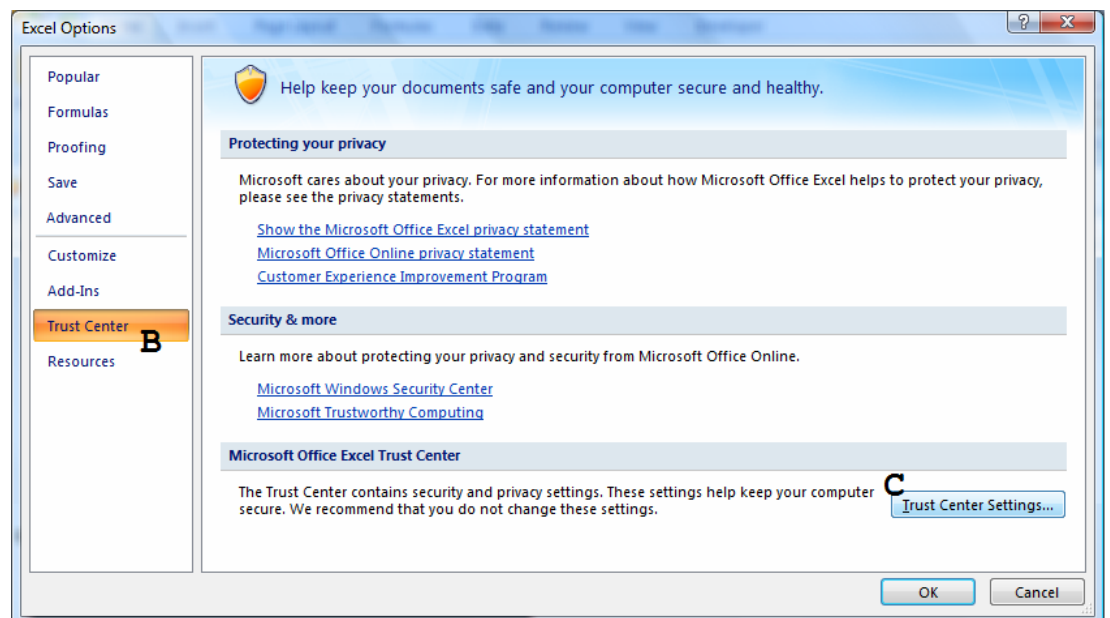 Excel Options
Popular
Formulas
Proofing
Save
Advanced
Customize
Add-Ins
Trust Center
B
Resources
Help keep your documents safe and your computer secure and healthy.
Protecting your privacy
Microsoft cares about your privacy. For more information about how Microsoft Office Excel helps to protect your privacy,
please see the privacy statements.
Show the Microsoft Office Excel privacy statement
Microsoft Office Online privacy statement
Customer Experience Improvement Program
Security & more
Learn more about protecting your privacy and security from Microsoft Office Online.
Microsoft Windows Security Center
Microsoft Trustworthy Computing
Microsoft Office Excel Trust Center
The Trust Center contains security and privacy settings. These settings help keep your computer
secure. We recommend that you do not change these settings.
C
Trust Center Settings...
OK
Cancel